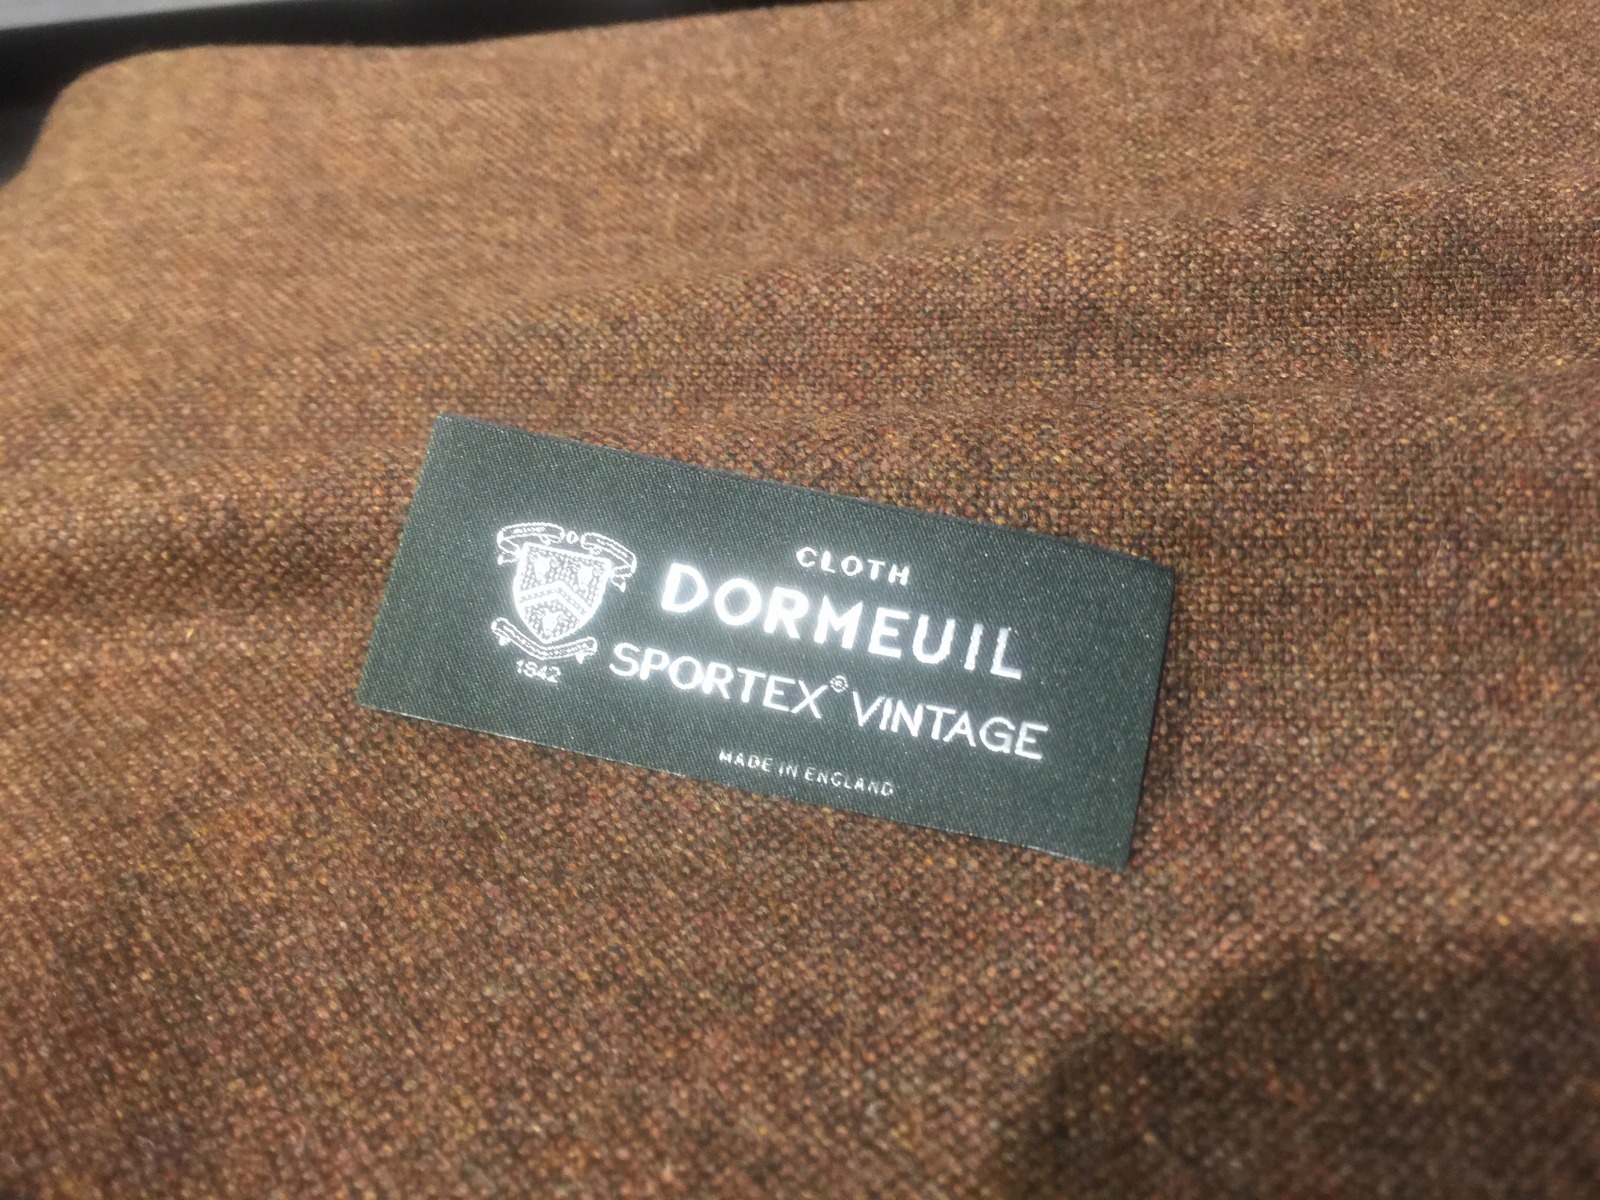 CLOTH
DORMEUIL
SPORTEX® VINTAGE
1842
MADE IN ENGLAND